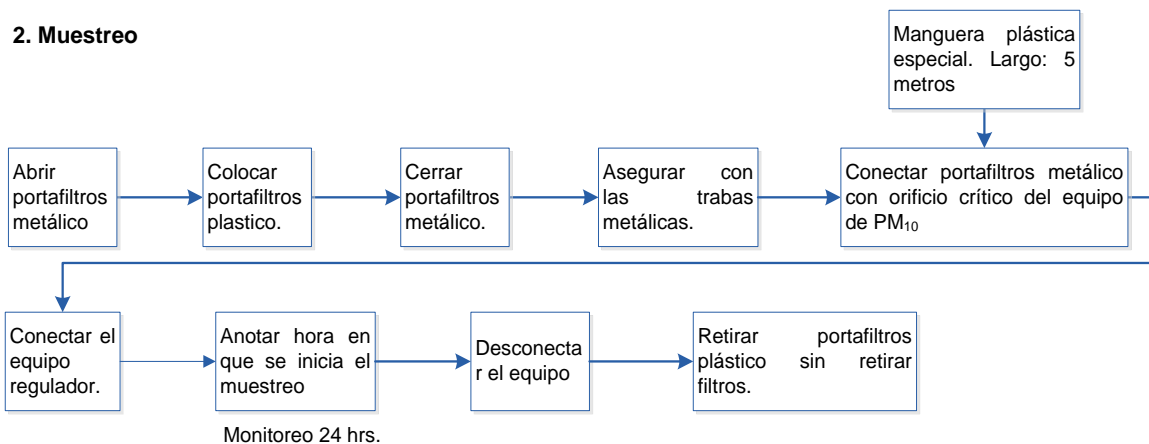 2. Muestreo
Manguera plástica
especial. Largo: 5
metros
Abrir
portafiltros
metálico
Colocar
portafiltros
plastico.
Cerrar
portafiltros
metálico.
Asegurar con
las trabas
metálicas.
Conectar portafiltros metálico
con orificio crítico del equipo
de PM₁₀
Conectar el
equipo
regulador.
Anotar hora en
que se inicia el
muestreo
Desconecta
r el equipo
Retirar portafiltros
plástico sin retirar
filtros.
Monitoreo 24 hrs.